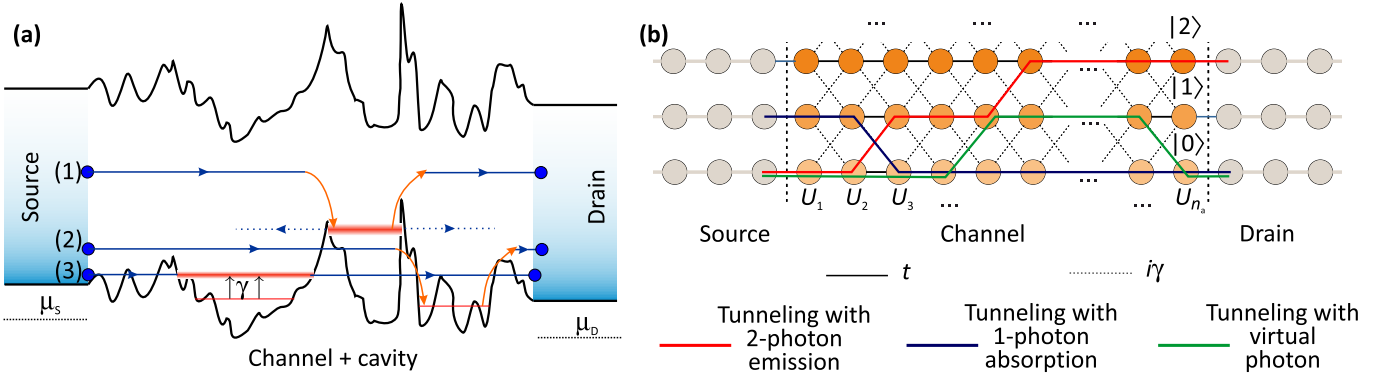 (a)
Source
Drain
(1)
(2)
(3)
γ
μS
μD
Channel + cavity
(b)
...
...
...
|2⟩
|1⟩
|0⟩
...
...
...
U1
U2
U3
...
...
Una
Source
Channel
Drain
t
iγ
Tunneling with
2-photon
emission
Tunneling with
1-photon
absorption
Tunneling with
virtual
photon